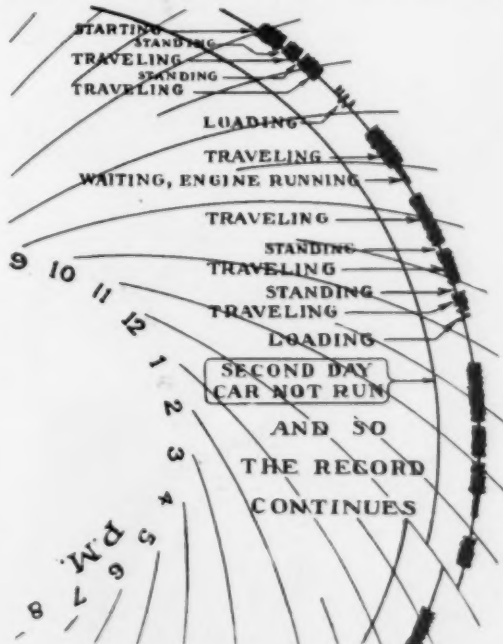 STARTING
STANDING
TRAVELING
STANDING
TRAVELING
LOADING
TRAVELING
WAITING, ENGINE RUNNING
TRAVELING
STANDING
TRAVELING
STANDING
TRAVELING
LOADING
SECOND DAY
CAR NOT RUN
AND SO
THE RECORD
CONTINUES
9
10
11
12
1
2
3
4
5
P.M.
6
7
8